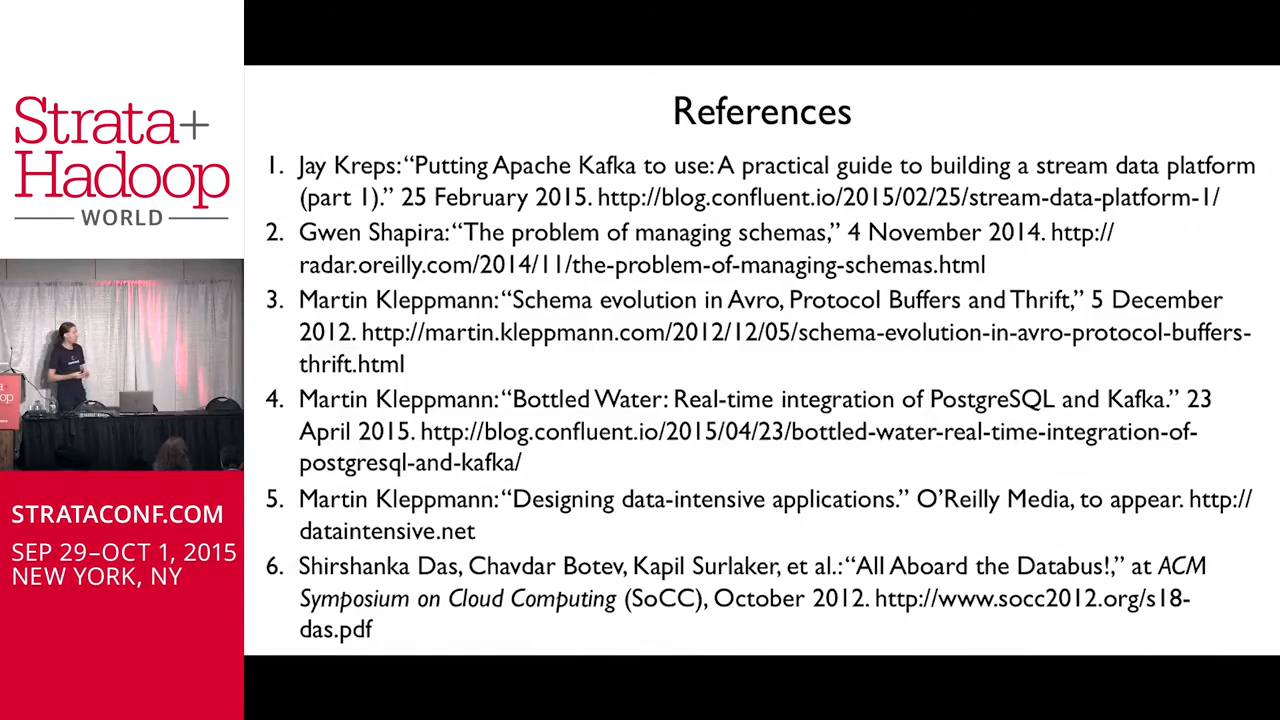 Strata+
Hadoop
WORLD
STRATACONF.COM
SEP 29–OCT 1, 2015
NEW YORK, NY
References
1. Jay Kreps: “Putting Apache Kafka to use: A practical guide to building a stream data platform
(part 1).” 25 February 2015. http://blog.confluent.io/2015/02/25/stream-data-platform-1/
2. Gwen Shapira: “The problem of managing schemas,” 4 November 2014. http://
radar.oreilly.com/2014/11/the-problem-of-managing-schemas.html
3. Martin Kleppmann: “Schema evolution in Avro, Protocol Buffers and Thrift,” 5 December
2012. http://martin.kleppmann.com/2012/12/05/schema-evolution-in-avro-protocol-buffers-
thrift.html
4. Martin Kleppmann: “Bottled Water: Real-time integration of PostgreSQL and Kafka.” 23
April 2015. http://blog.confluent.io/2015/04/23/bottled-water-real-time-integration-of-
postgresql-and-kafka/
5. Martin Kleppmann: “Designing data-intensive applications.” O’Reilly Media, to appear. http://
dataintensive.net
6. Shirshanka Das, Chavdar Botev, Kapil Surlaker, et al.: “All Aboard the Databus!,” at ACM
Symposium on Cloud Computing (SoCC), October 2012. http://www.socc2012.org/s18-
das.pdf